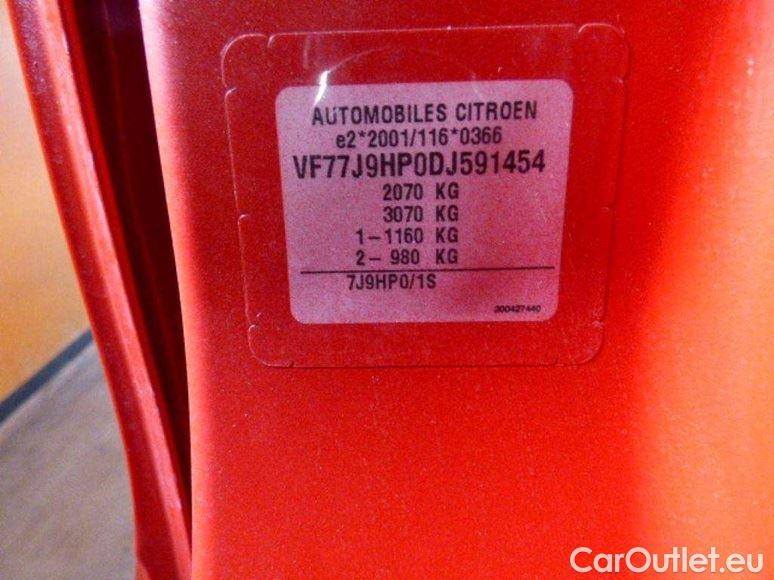 AUTOMOBILES CITROEN
e2*2001/116*0366
VF77J9HP0DJ591454
2070 KG
3070 KG
1-1160 KG
2- 980 KG
7J9HP0/1S
300427440
CarOutlet.eu